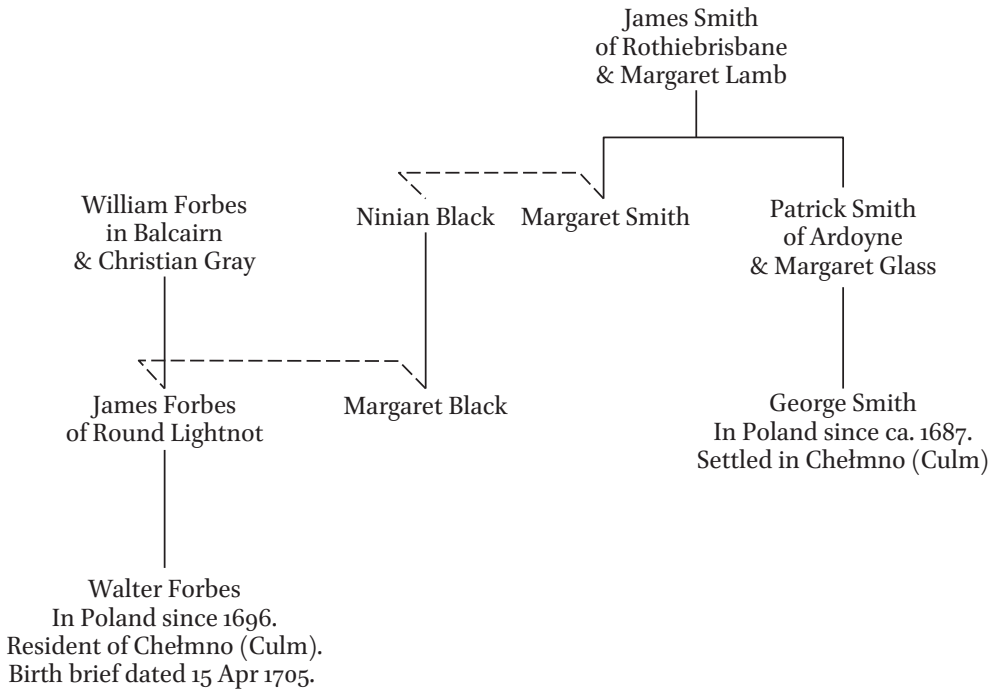 James Smith
of Rothiebrisbane
& Margaret Lamb
William Forbes
in Balcairn
& Christian Gray
Ninian Black
Margaret Smith
Patrick Smith
of Ardoyne
& Margaret Glass
James Forbes
of Round Lightnot
Margaret Black
George Smith
In Poland since ca. 1687.
Settled in Chełmno (Culm)
Walter Forbes
In Poland since 1696.
Resident of Chełmno (Culm).
Birth brief dated 15 Apr 1705.